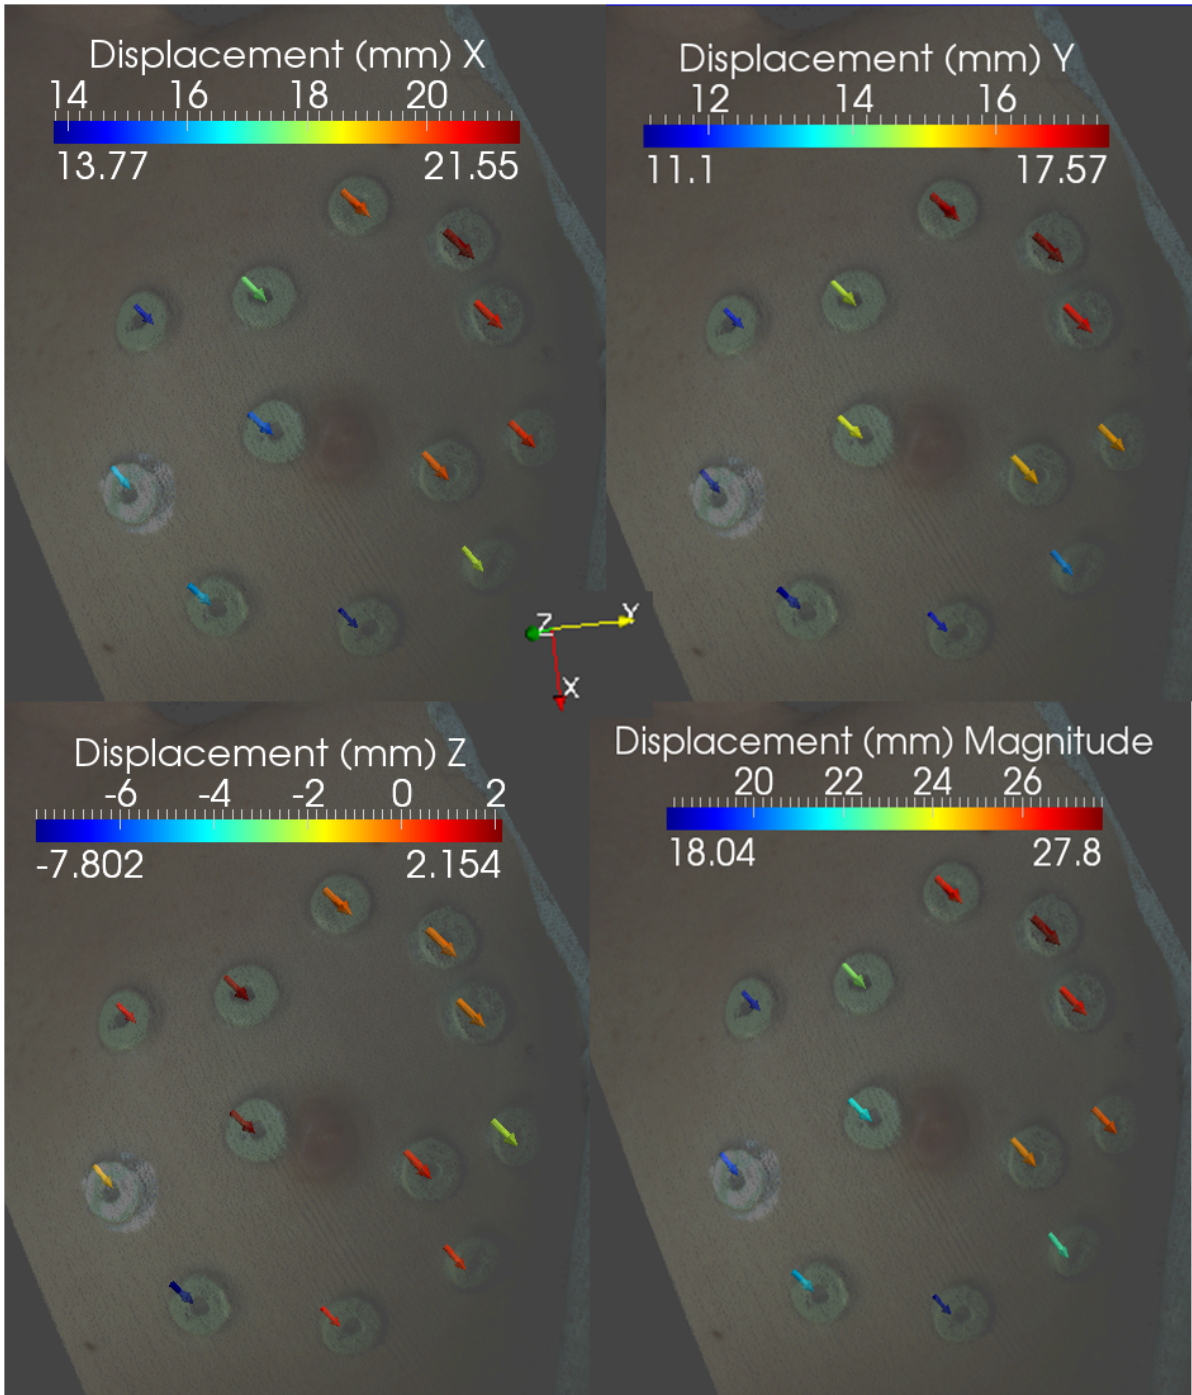 Displacement (mm) X
14 16 18 20
13.77 21.55
Displacement (mm) Y
12 14 16
11.1 17.57
Z Y
X
Displacement (mm) Z
-6 -4 -2 0 2
-7.802 2.154
Displacement (mm) Magnitude
20 22 24 26
18.04 27.8